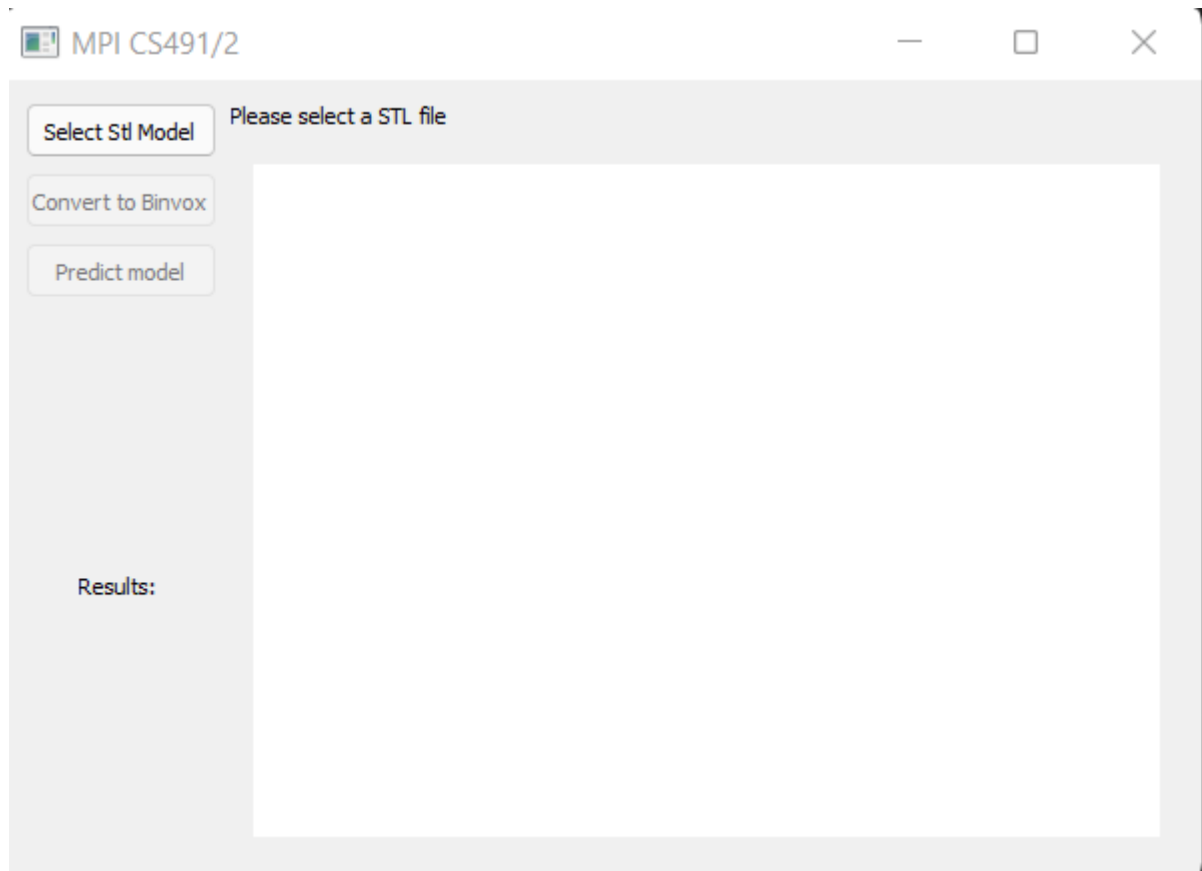 MPI CS491/2
Select Stl Model
Please select a STL file
Convert to Binvox
Predict model
Results: